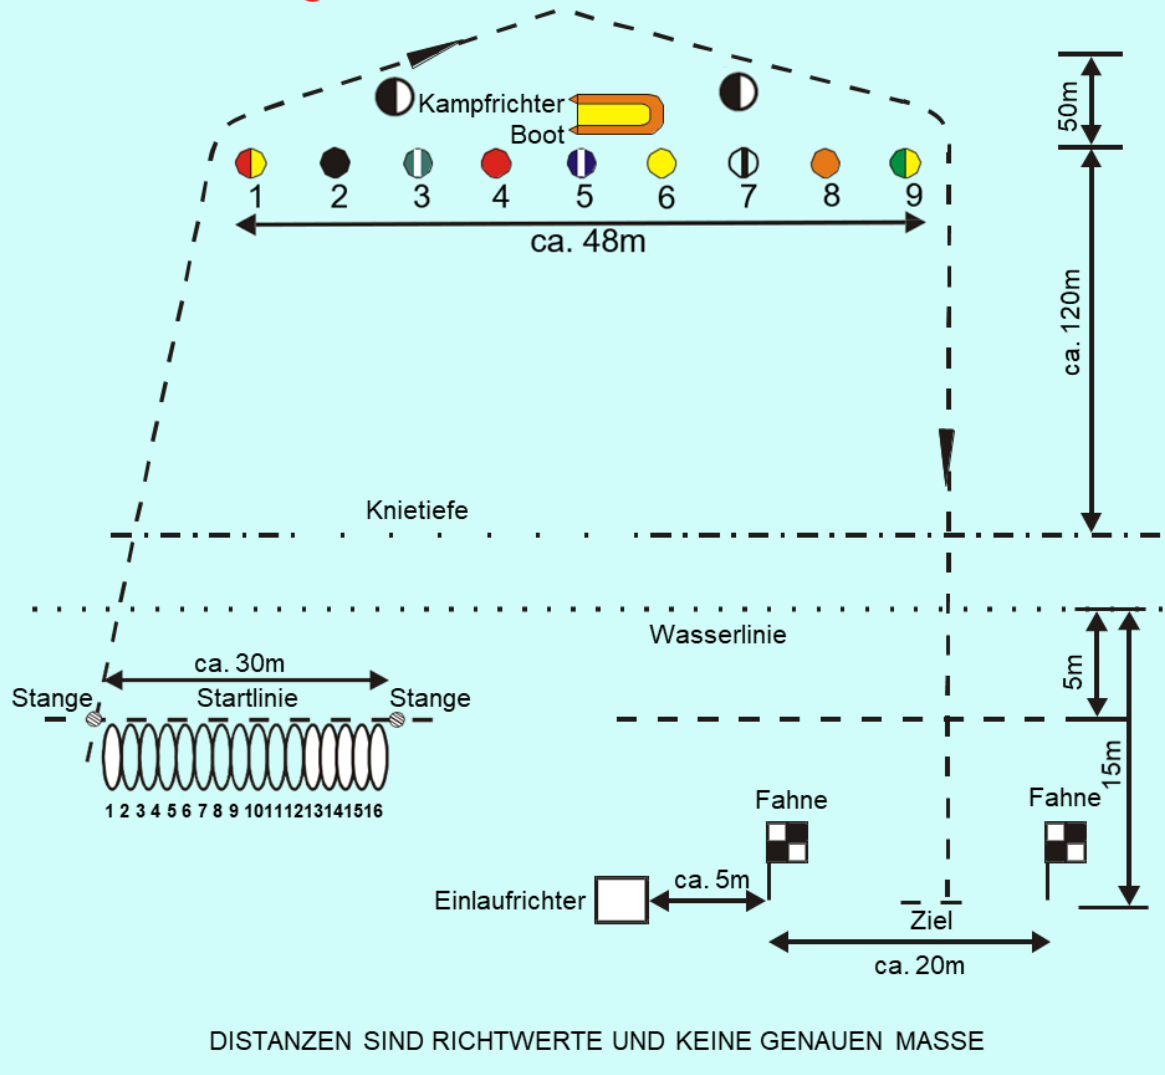 Kampfrichter
Boot
50m
1 2 3 4 5 6 7 8 9
ca. 48m
ca. 120m
Knietiefe
Wasserlinie
ca. 30m
5m
Stange Startlinie Stange
15m
1 2 3 4 5 6 7 8 9 10 11 12 13 14 15 16
Fahne Fahne
ca. 5m
Einlaufrichter
Ziel
ca. 20m
DISTANZEN SIND RICHTWERTE UND KEINE GENAUEN MASSE